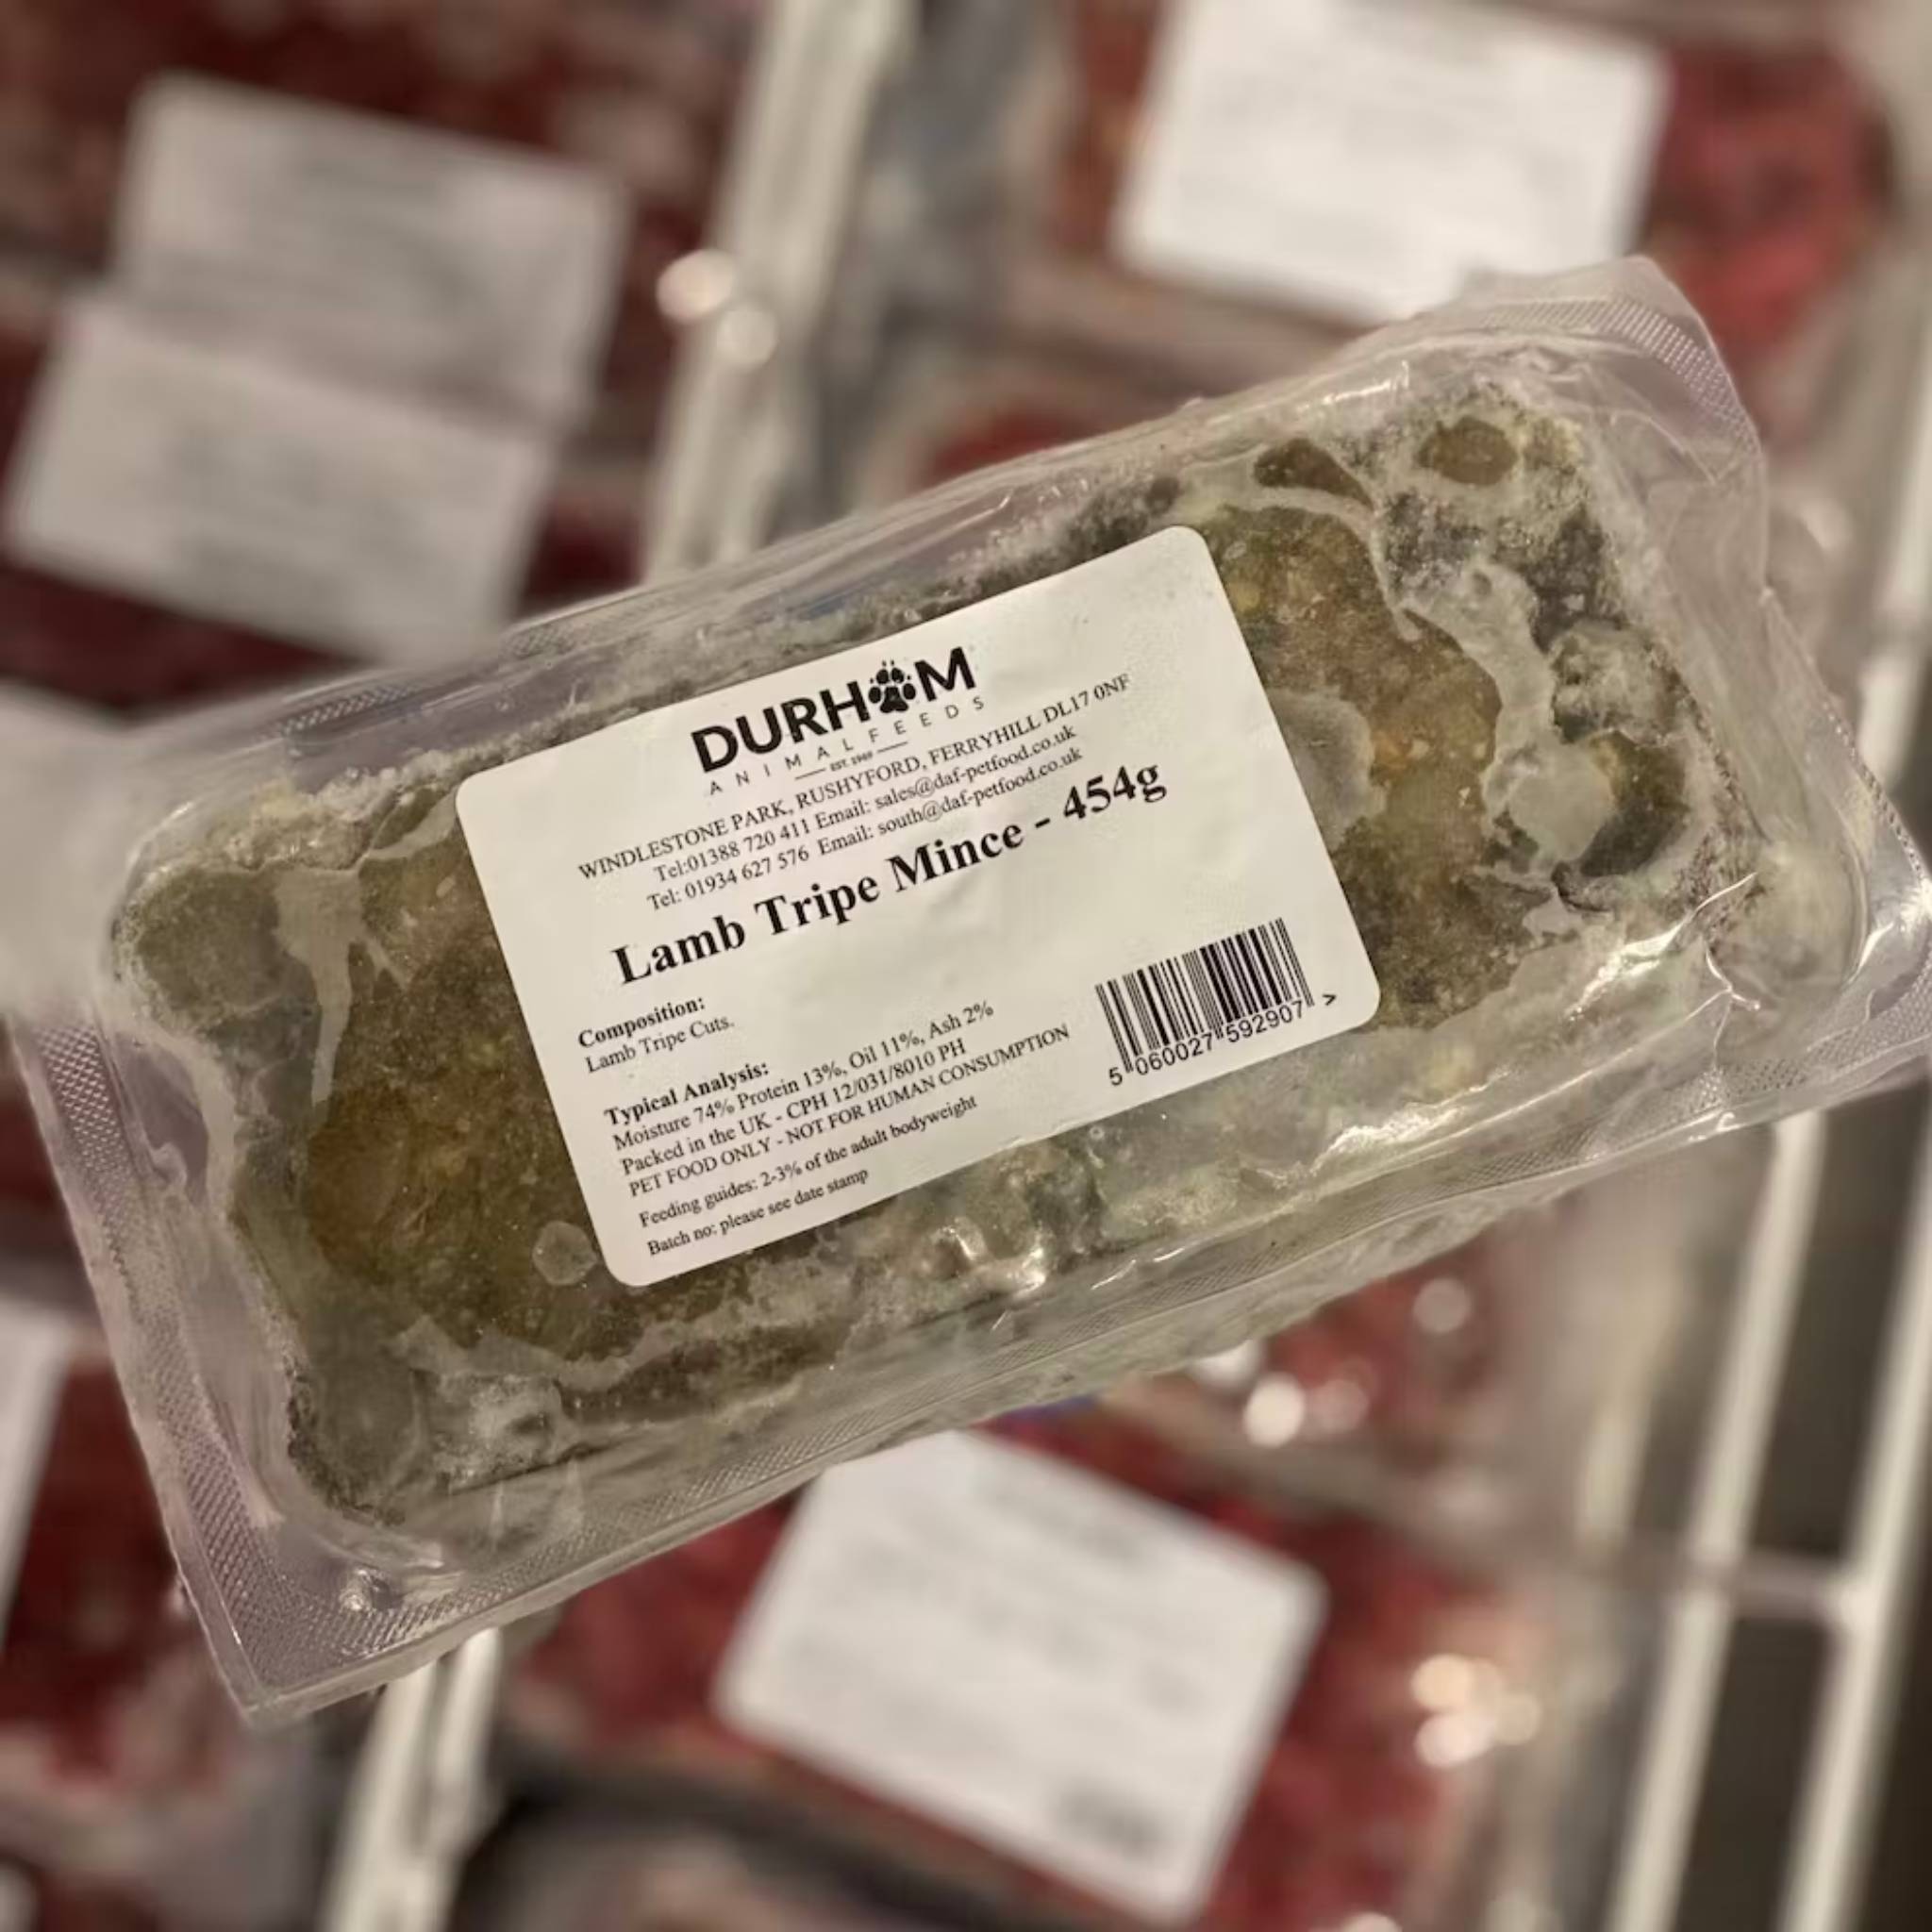 DURHAM
ANIMAL FEEDS
EST. 1969
WINDLESTONE PARK, RUSHYFORD, FERRYHILL DL17 0NF
Tel:01388 720 411 Email: sales@daf-petfood.co.uk
Tel: 01934 627 576 Email: south@daf-petfood.co.uk
Lamb Tripe Mince - 454g
Composition:
Lamb Tripe Cuts.
Typical Analysis:
Moisture 74% Protein 13%, Oil 11%, Ash 2%
Packed in the UK - CPH 12/031/8010 PH
PET FOOD ONLY - NOT FOR HUMAN CONSUMPTION
Feeding guides: 2-3% of the adult bodyweight
Batch no: please see date stamp
5 060027 592907 >